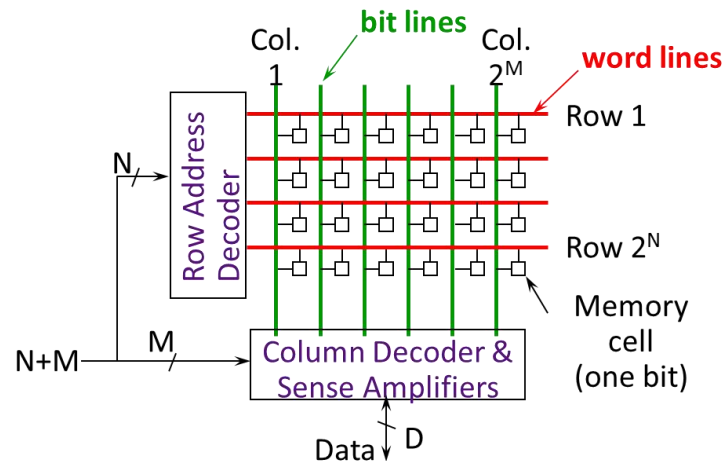 bit lines
Col.
1
Col.
2ᴹ
word lines
Row 1
N
Row Address
Decoder
Row 2ᴺ
Memory
cell
(one bit)
M
N+M
Column Decoder &
Sense Amplifiers
D
Data